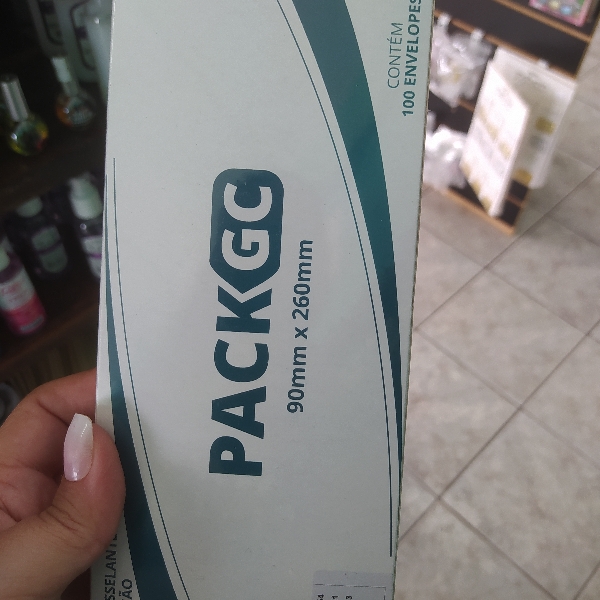 CONTÉM
100 ENVELOPES
PACKGC
90mm x 260mm